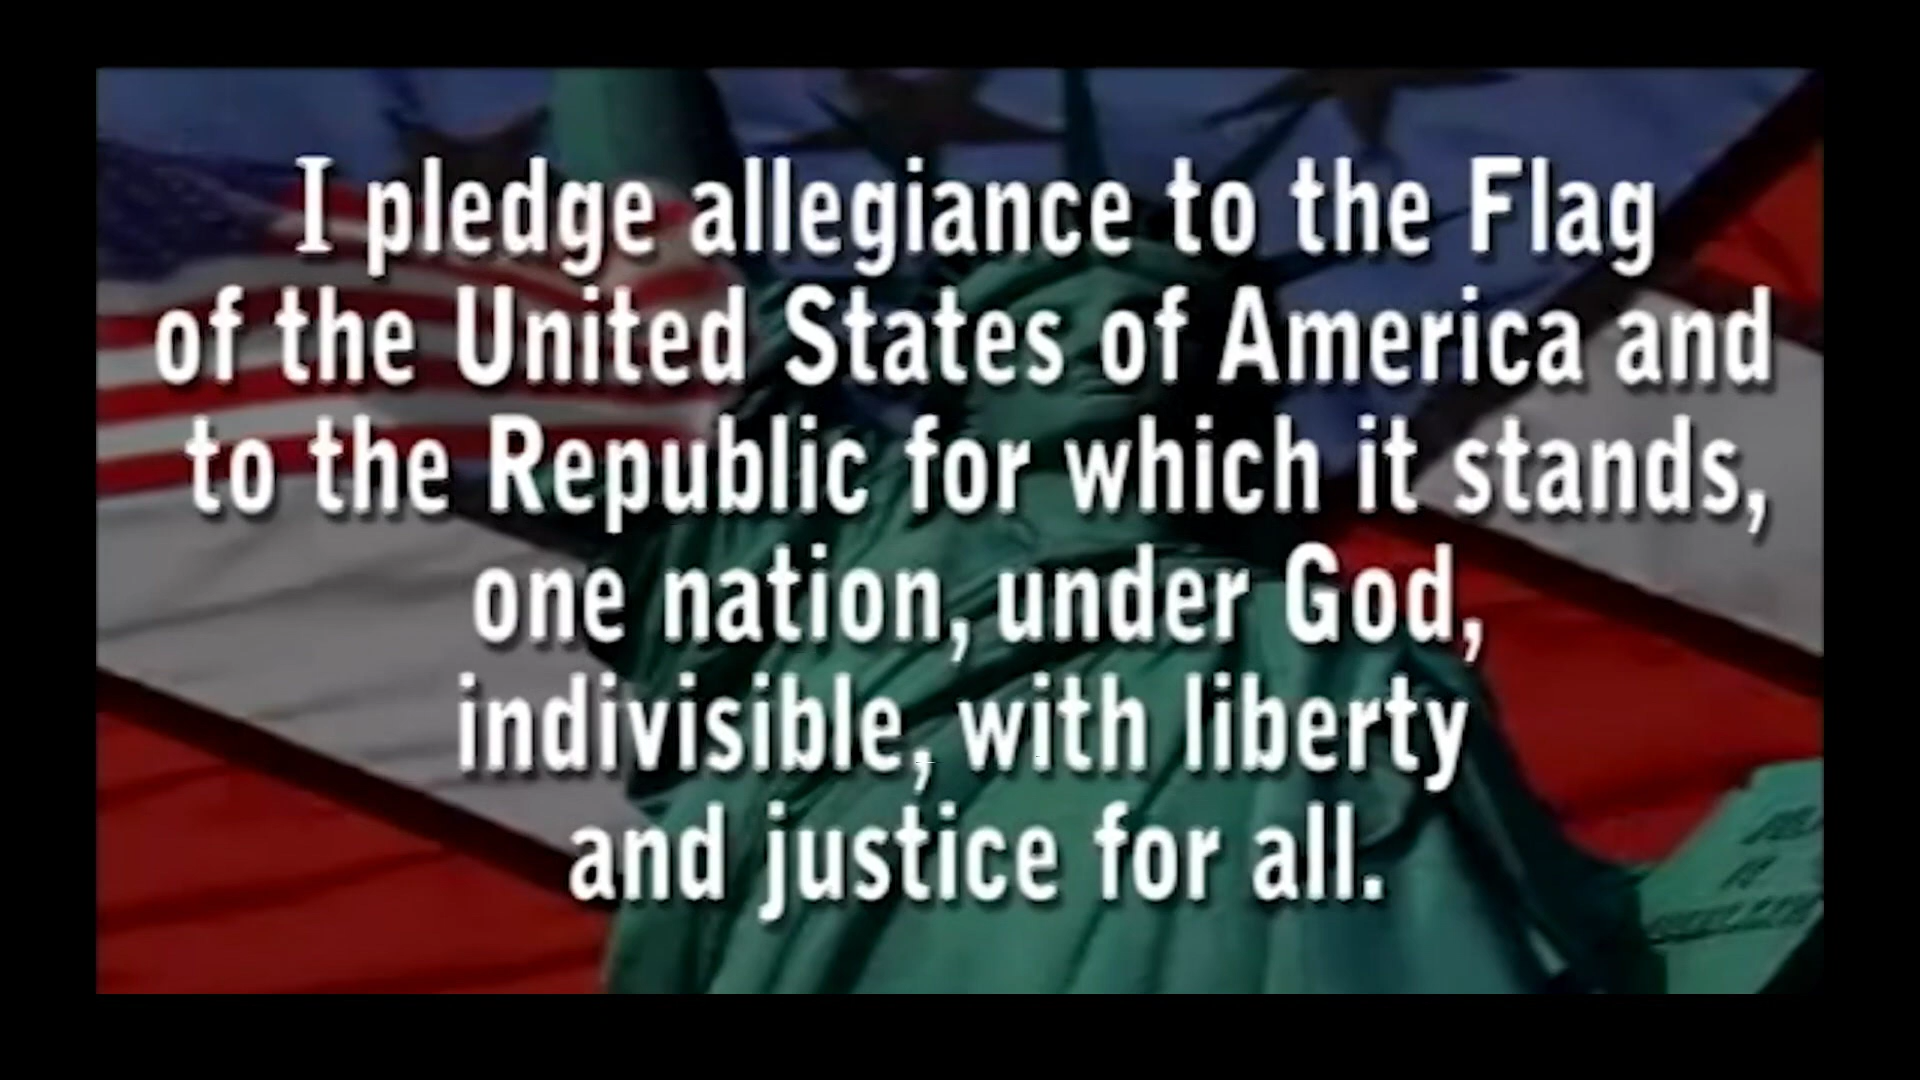 I pledge allegiance to the Flag
of the United States of America and
to the Republic for which it stands,
one nation, under God,
indivisible, with liberty
and justice for all.